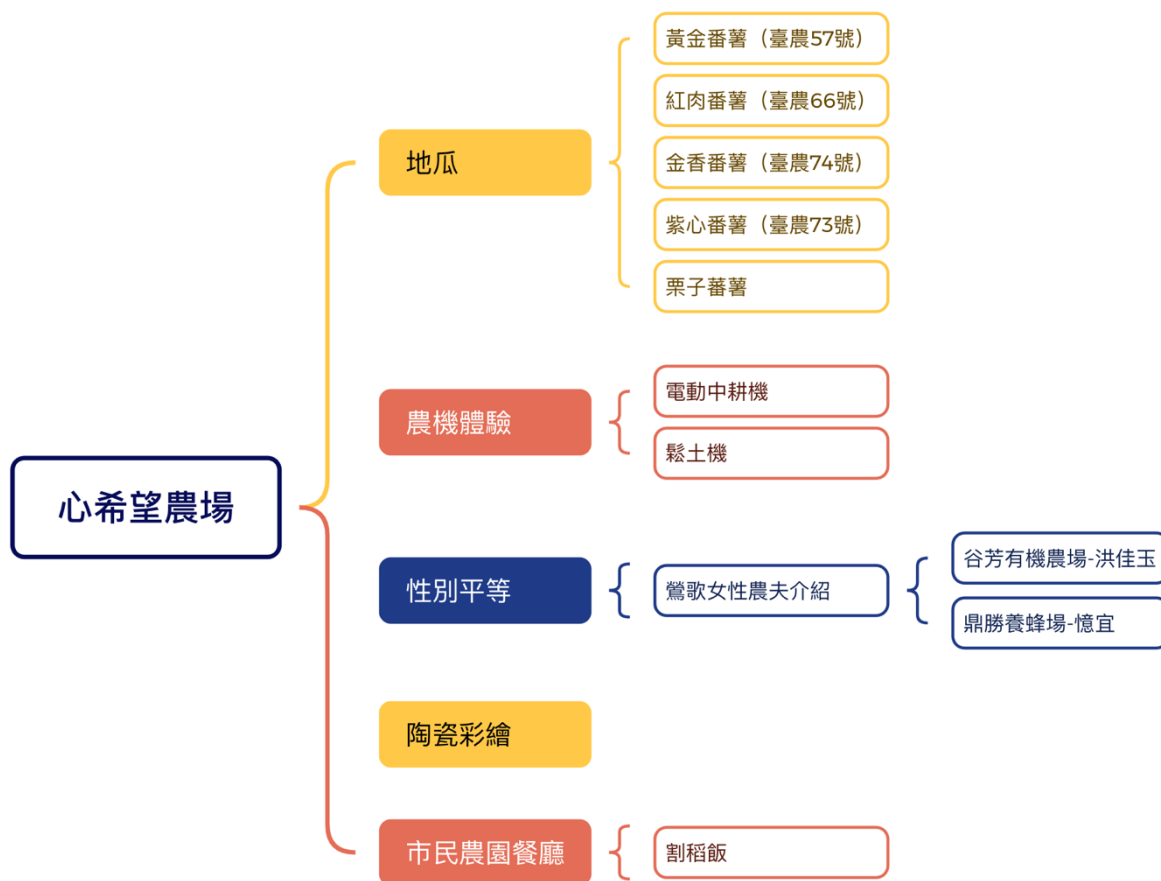 心希望農場
地瓜
黃金番薯（臺農57號）
紅肉番薯（臺農66號）
金香番薯（臺農74號）
紫心番薯（臺農73號）
栗子蕃薯
農機體驗
電動中耕機
鬆土機
性別平等
鶯歌女性農夫介紹
谷芳有機農場-洪佳玉
鼎勝養蜂場-憶宜
陶瓷彩繪
市民農園餐廳
割稻飯